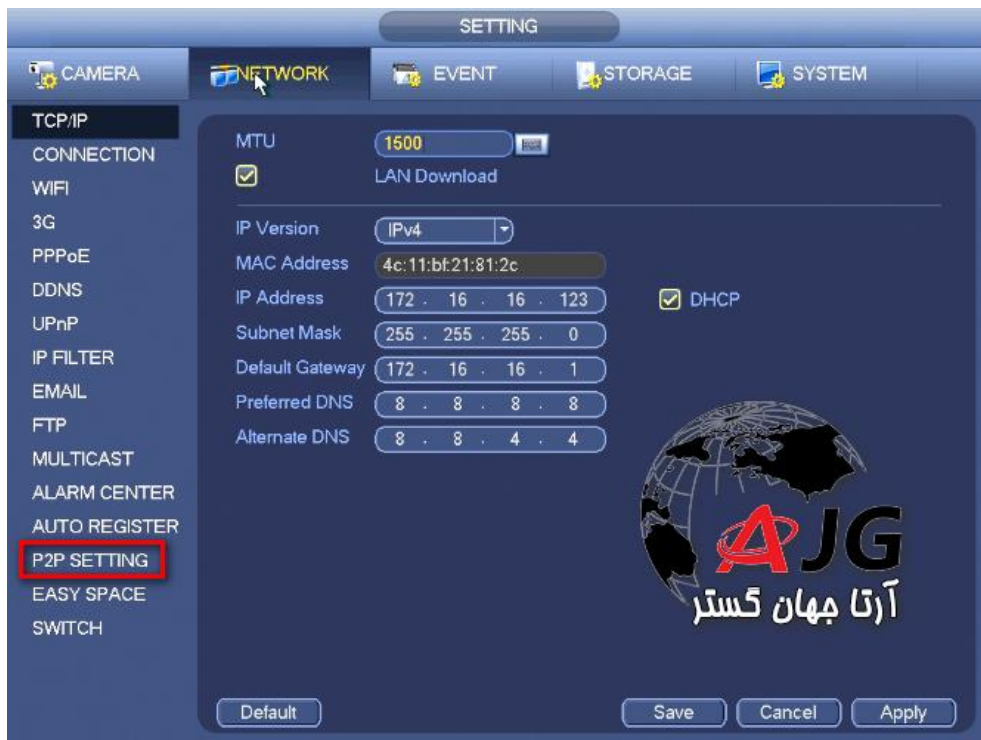 SETTING
CAMERA NETWORK EVENT STORAGE SYSTEM
TCP/IP
CONNECTION
WIFI
3G
PPPoE
DDNS
UPnP
IP FILTER
EMAIL
FTP
MULTICAST
ALARM CENTER
AUTO REGISTER
P2P SETTING
EASY SPACE
SWITCH
MTU 1500
LAN Download
IP Version IPv4
MAC Address 4c:11:bf:21:81:2c
IP Address 172 . 16 . 16 . 123 DHCP
Subnet Mask 255 . 255 . 255 . 0
Default Gateway 172 . 16 . 16 . 1
Preferred DNS 8 . 8 . 8 . 8
Alternate DNS 8 . 8 . 4 . 4
AJG
آرتا جهان گستر
Default Save Cancel Apply